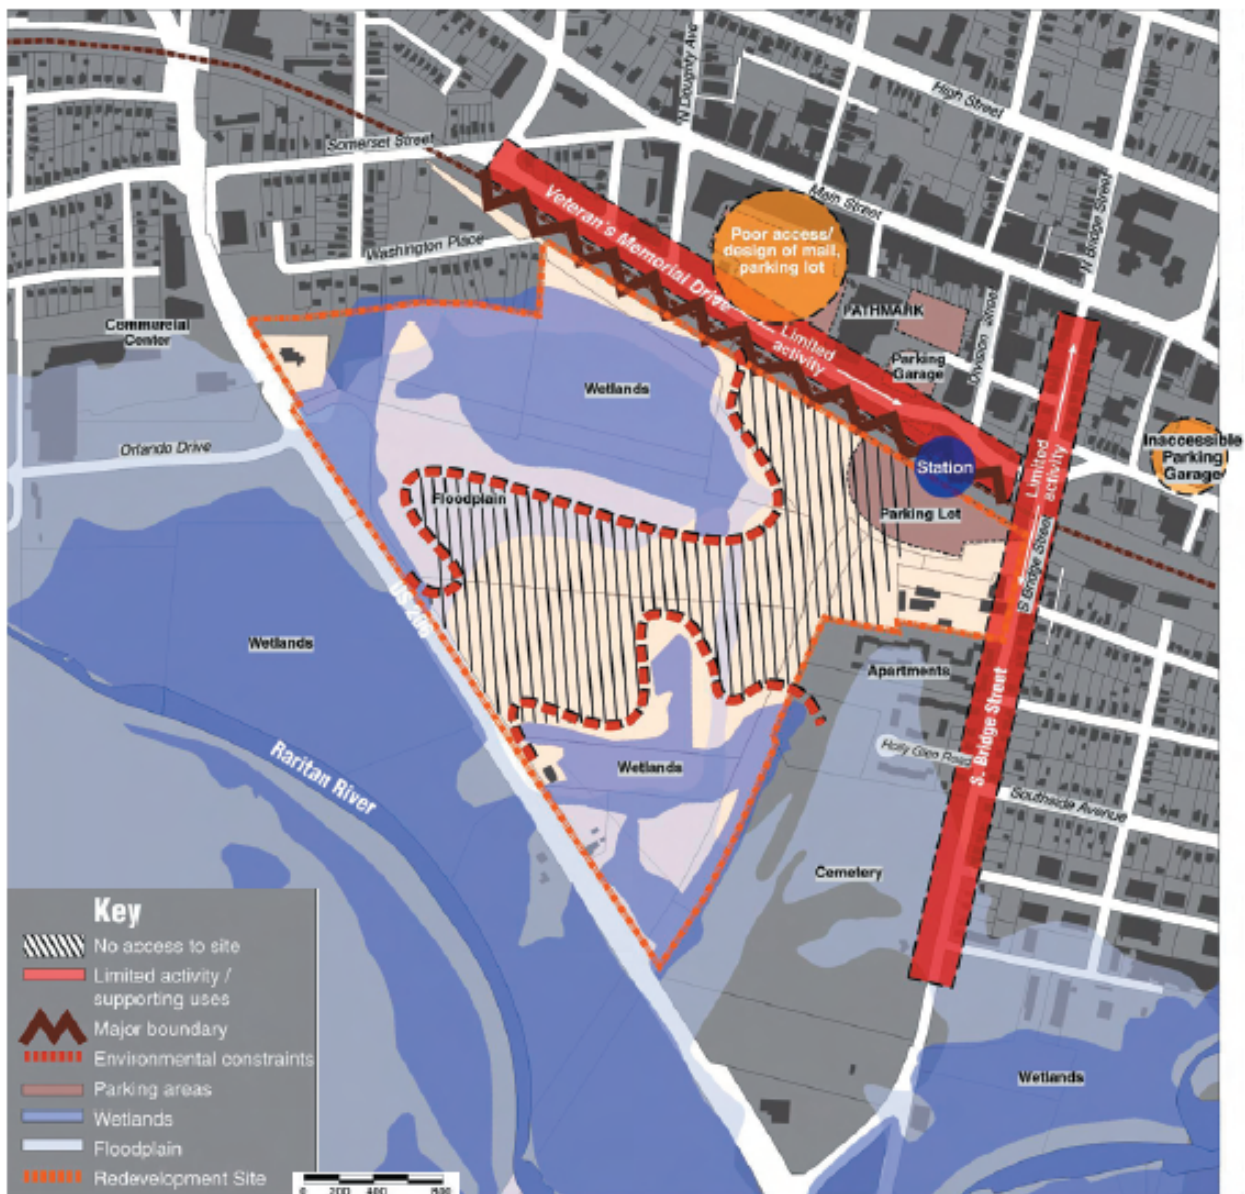 N Doughty Ave
High Street
Somerset Street
Main Street
N Bridge Street
Veteran's Memorial Drive
Poor access/
design of mall,
parking lot
Washington Place
PATHMARK
Commercial
Center
Limited
activity
Parking
Garage
Division Street
Wetlands
Orlando Drive
Station
Limited
activity
Inaccessible
Parking
Garage
Floodplain
Parking Lot
S Bridge Street
US 206
Wetlands
Apartments
Raritan River
Holly Glen Road
S. Bridge Street
Wetlands
Southside Avenue
Cemetery
Wetlands
Key
No access to site
Limited activity /
supporting uses
Major boundary
Environmental constraints
Parking areas
Wetlands
Floodplain
Redevelopment Site
0 200 400 800